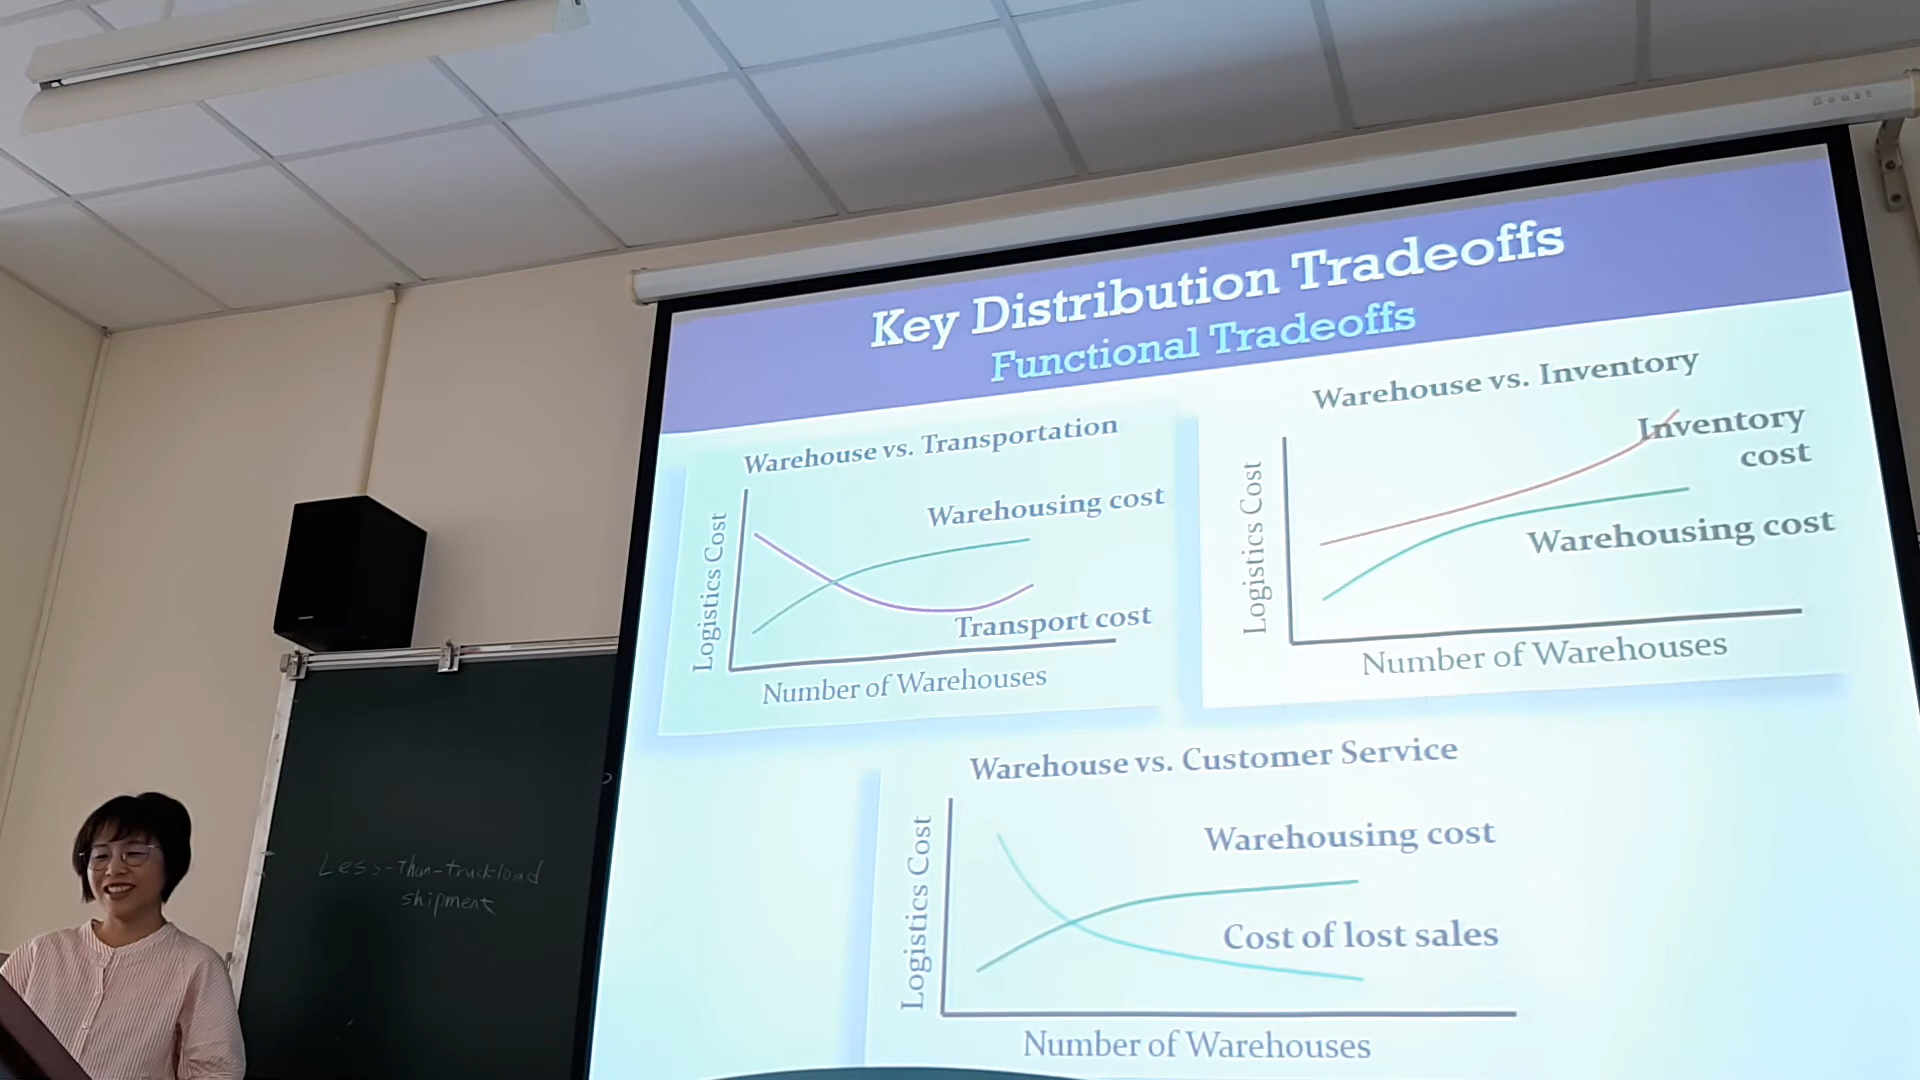 Key Distribution Tradeoffs
Functional Tradeoffs
Warehouse vs. Transportation
Warehousing cost
Transport cost
Logistics Cost
Number of Warehouses
Warehouse vs. Inventory
Inventory
cost
Warehousing cost
Logistics Cost
Number of Warehouses
Warehouse vs. Customer Service
Warehousing cost
Cost of lost sales
Logistics Cost
Number of Warehouses
Less-Than-truckload
shipment